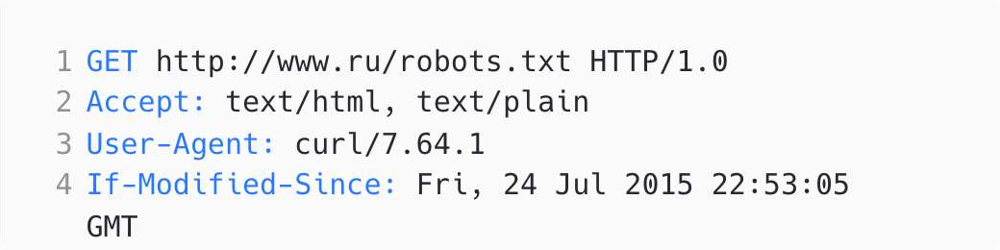 1 GET http://www.ru/robots.txt HTTP/1.0
2 Accept: text/html, text/plain
3 User-Agent: curl/7.64.1
4 If-Modified-Since: Fri, 24 Jul 2015 22:53:05
GMT